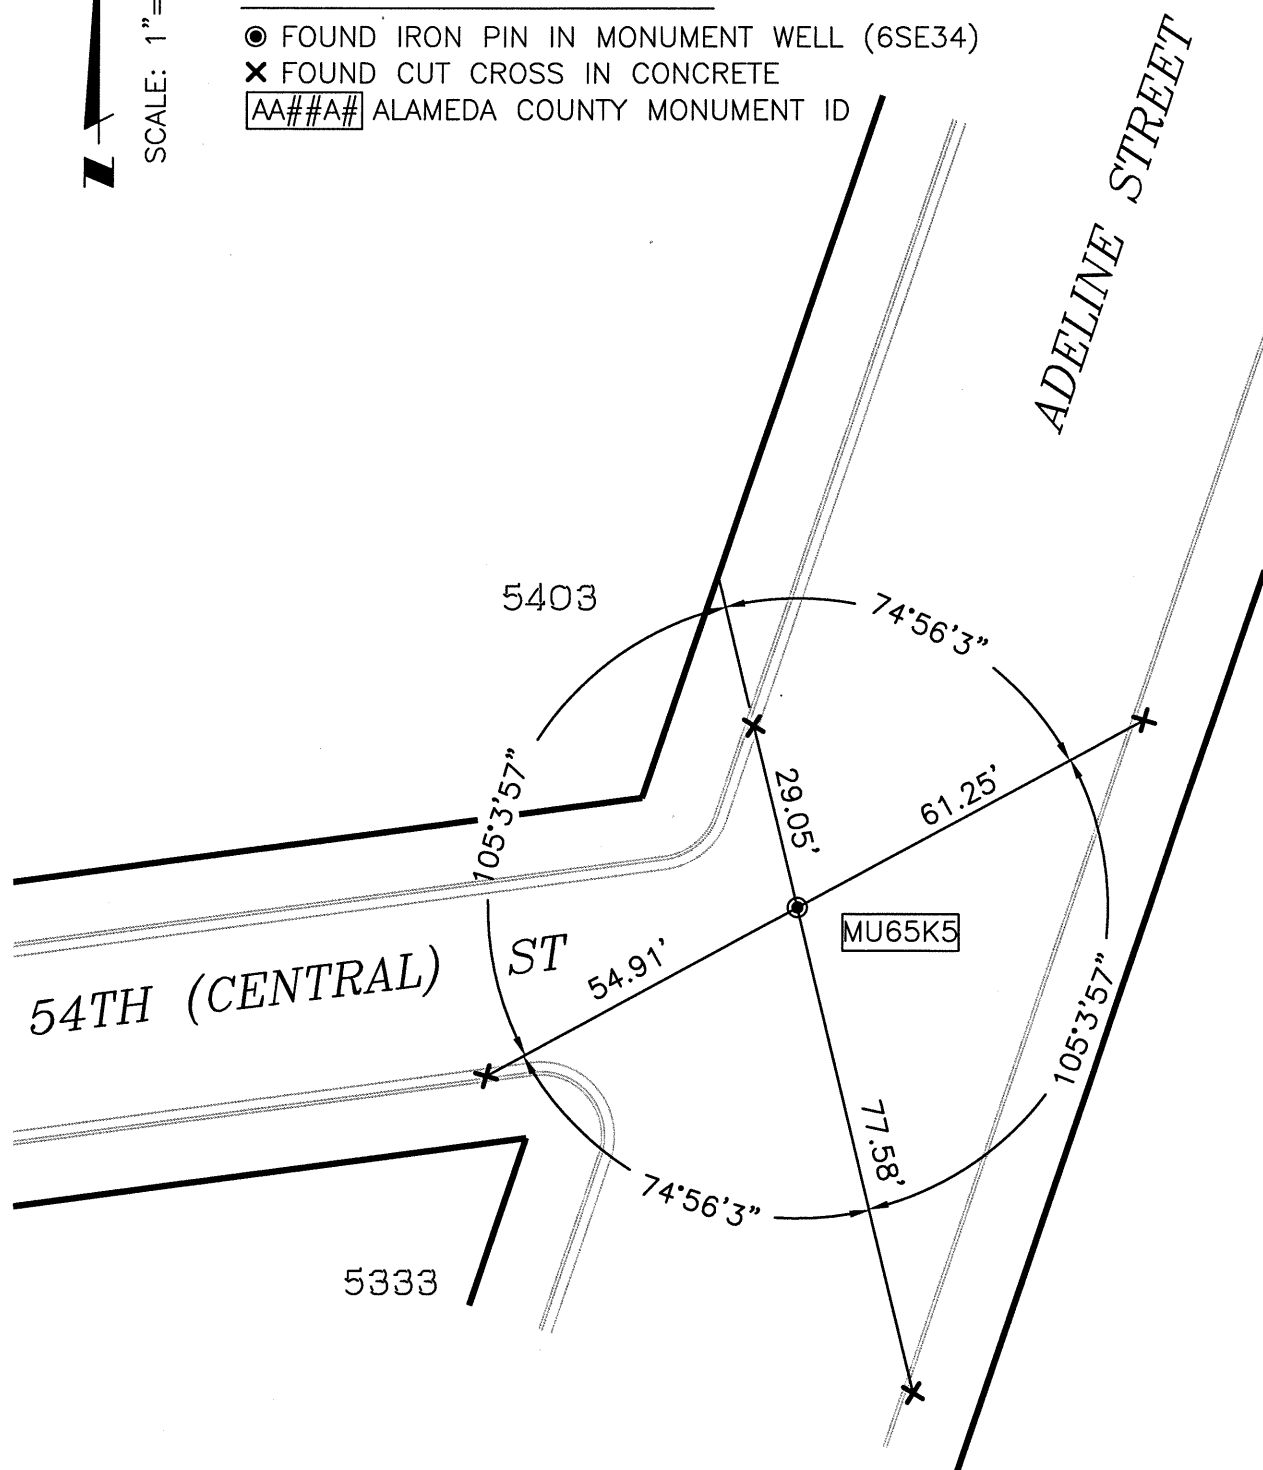 SCALE: 1"=
FOUND IRON PIN IN MONUMENT WELL (6SE34)
FOUND CUT CROSS IN CONCRETE
AA##A# ALAMEDA COUNTY MONUMENT ID
ADELINE STREET
5403
74°56'3"
105°3'57"
29.05'
61.25'
MU65K5
54TH (CENTRAL) ST
54.91'
105°3'57"
77.58'
74°56'3"
5333